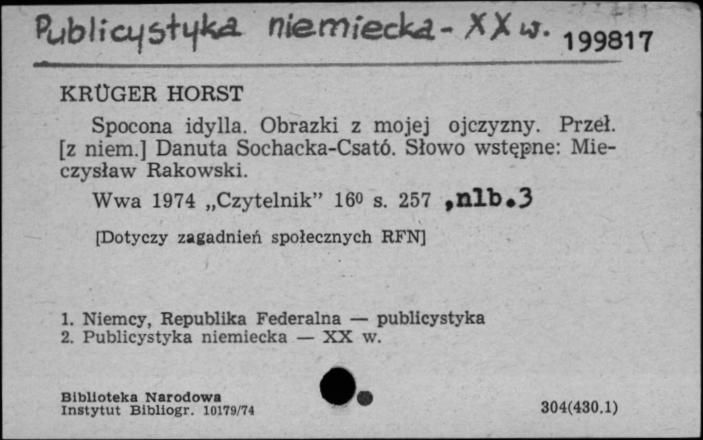 Publicystyka niemiecka - XX w. 199817
KRÜGER HORST
Spocona idylla. Obrazki z mojej ojczyzny. Przeł.
[z niem.] Danuta Sochacka-Csató. Słowo wstępne: Mie-
czysław Rakowski.
Wwa 1974 „Czytelnik” 16⁰ s. 257 , nlb. 3
[Dotyczy zagadnień społecznych RFN]
1. Niemcy, Republika Federalna — publicystyka
2. Publicystyka niemiecka — XX w.
Biblioteka Narodowa
Instytut Bibliogr. 10179/74 304(430.1)